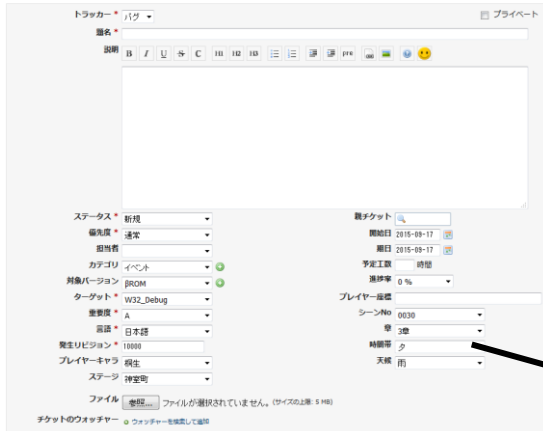 トラッカー * バグ プライベート
題名 *
説明 B I U S C H1 H2 H3 pre
ステータス * 新規 親チケット
優先度 * 通常 開始日 2015-09-17
担当者 期日 2015-09-17
カテゴリ イベント 予定工数 時間
対象バージョン βROM 進捗率 0 %
ターゲット * W32_Debug プレイヤー座標
重要度 * A シーンNo 0030
言語 * 日本語 章 3章
発生リビジョン * 10000 時間帯 夕
プレイヤーキャラ 桐生 天候 雨
ステージ 神室町
ファイル 参照... ファイルが選択されていません。 (サイズの上限: 5 MB)
チケットのウォッチャー ウォッチャーを検索して追加